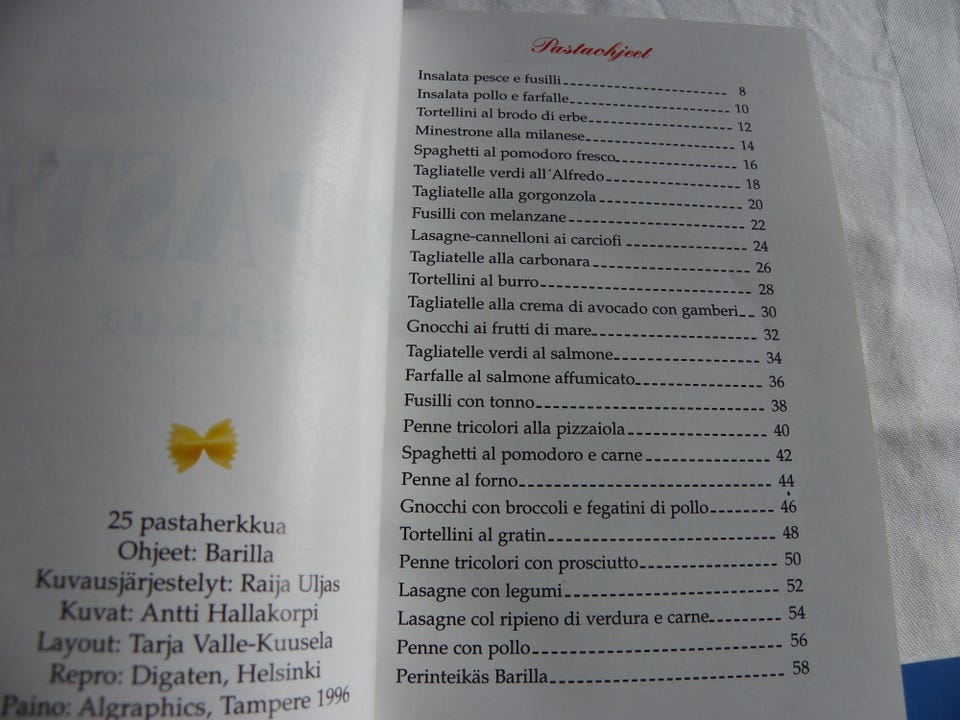 25 pastaherkkua
Ohjeet: Barilla
Kuvausjärjestelyt: Raija Uljas
Kuvat: Antti Hallakorpi
Layout: Tarja Valle-Kuusela
Repro: Digaten, Helsinki
Paino: Algraphics, Tampere 1996
Pastaohjeet
Insalata pesce e fusilli 8
Insalata pollo e farfalle 10
Tortellini al brodo di erbe 12
Minestrone alla milanese 14
Spaghetti al pomodoro fresco 16
Tagliatelle verdi all´Alfredo 18
Tagliatelle alla gorgonzola 20
Fusilli con melanzane 22
Lasagne-cannelloni ai carciofi 24
Tagliatelle alla carbonara 26
Tortellini al burro 28
Tagliatelle alla crema di avocado con gamberi 30
Gnocchi ai frutti di mare 32
Tagliatelle verdi al salmone 34
Farfalle al salmone affumicato 36
Fusilli con tonno 38
Penne tricolori alla pizzaiola 40
Spaghetti al pomodoro e carne 42
Penne al forno 44
Gnocchi con broccoli e fegatini di pollo 46
Tortellini al gratin 48
Penne tricolori con prosciutto 50
Lasagne con legumi 52
Lasagne col ripieno di verdura e carne 54
Penne con pollo 56
Perinteikäs Barilla 58